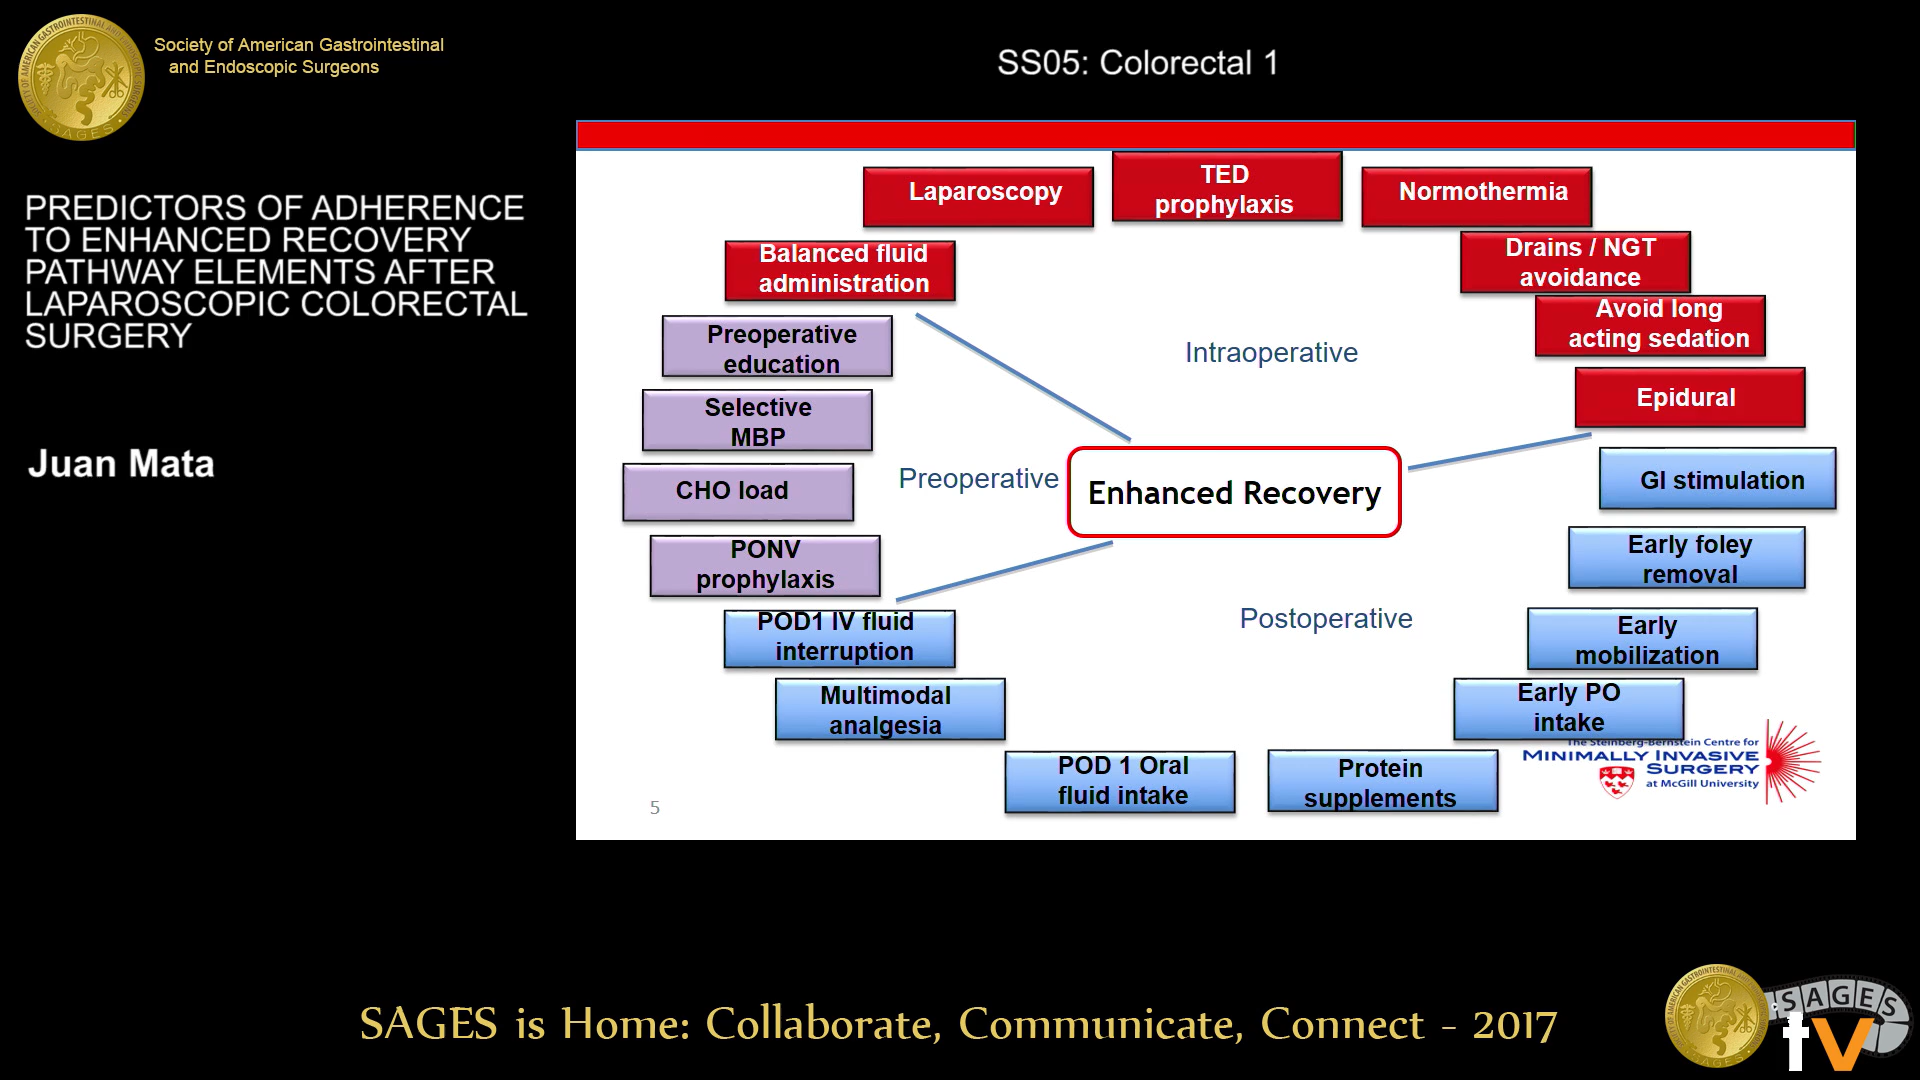 Society of American Gastrointestinal
and Endoscopic Surgeons
SS05: Colorectal 1
PREDICTORS OF ADHERENCE
TO ENHANCED RECOVERY
PATHWAY ELEMENTS AFTER
LAPAROSCOPIC COLORECTAL
SURGERY
Juan Mata
Laparoscopy
TED
prophylaxis
Normothermia
Balanced fluid
administration
Drains / NGT
avoidance
Avoid long
acting sedation
Preoperative
education
Intraoperative
Epidural
Selective
MBP
Preoperative
Enhanced Recovery
GI stimulation
CHO load
Early foley
removal
PONV
prophylaxis
POD1 IV fluid
interruption
Postoperative
Early
mobilization
Multimodal
analgesia
Early PO
intake
POD 1 Oral
fluid intake
Protein
supplements
The Steinberg-Bernstein Centre for
MINIMALLY INVASIVE
SURGERY
at McGill University
5
SAGES is Home: Collaborate, Communicate, Connect - 2017
SAGES
tV